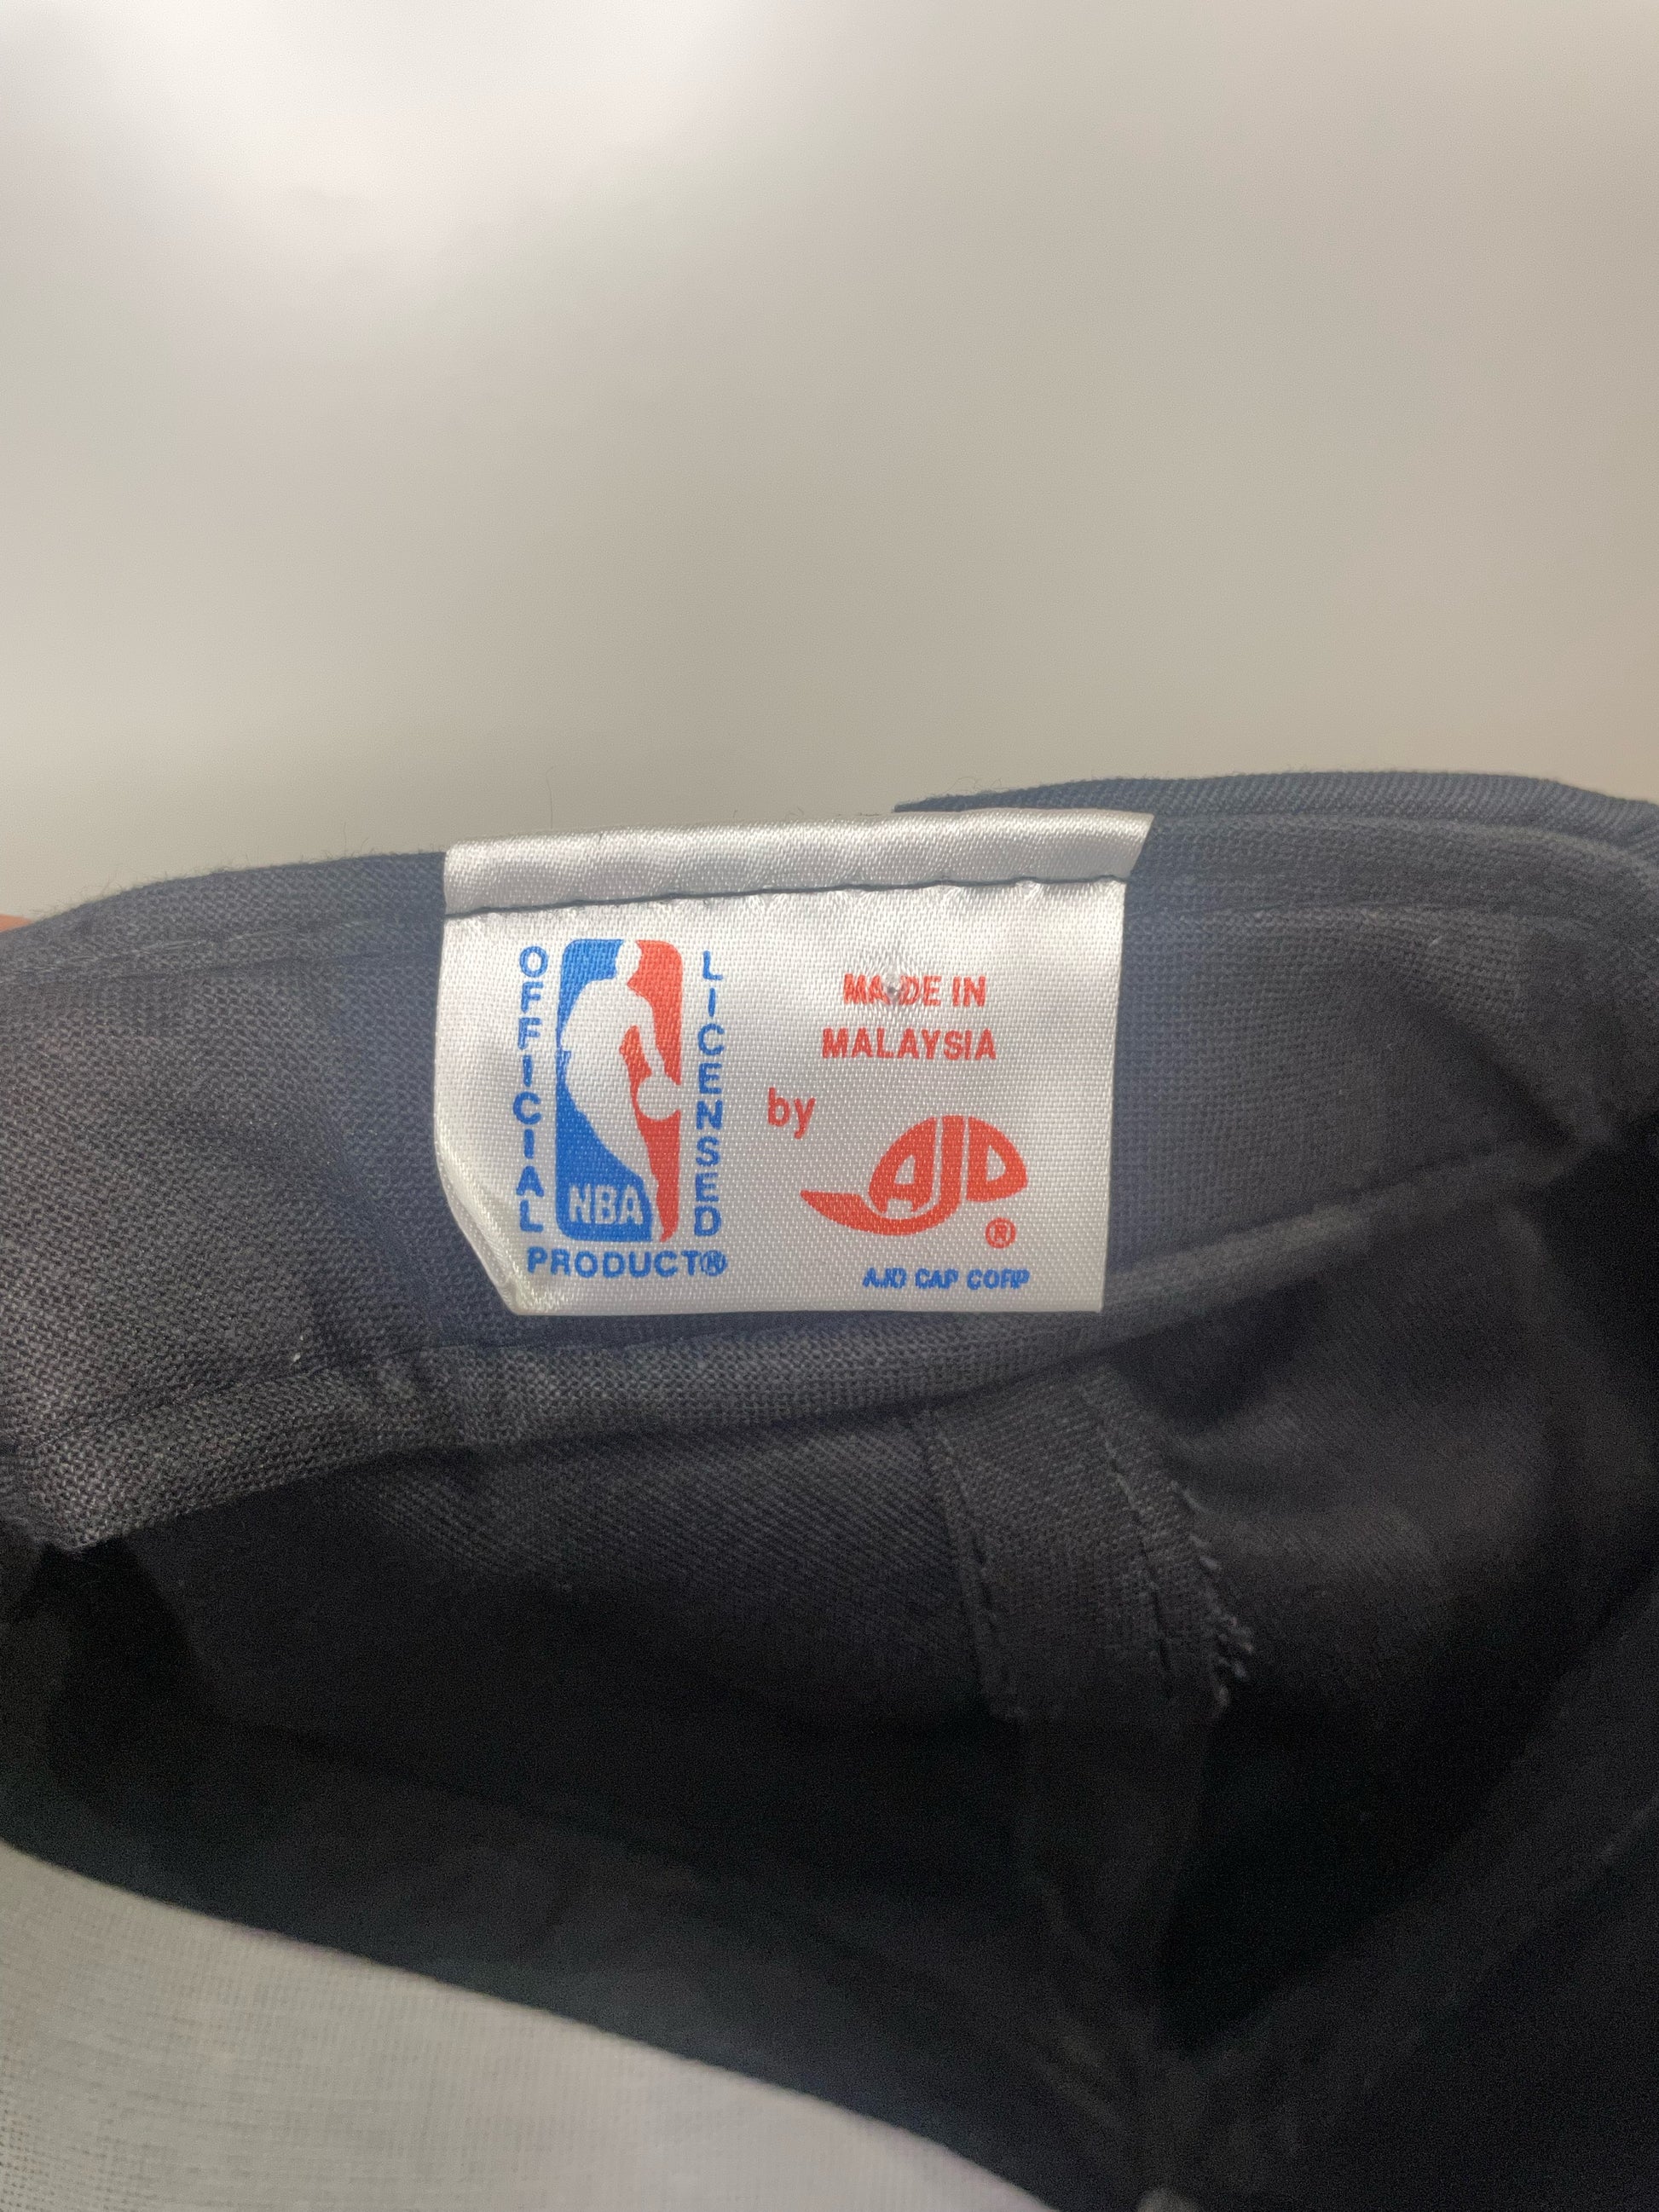 OFFICIAL
NBA
LICENSED
PRODUCT®
MADE IN
MALAYSIA
by
AJD
®
AJD CAP CORP